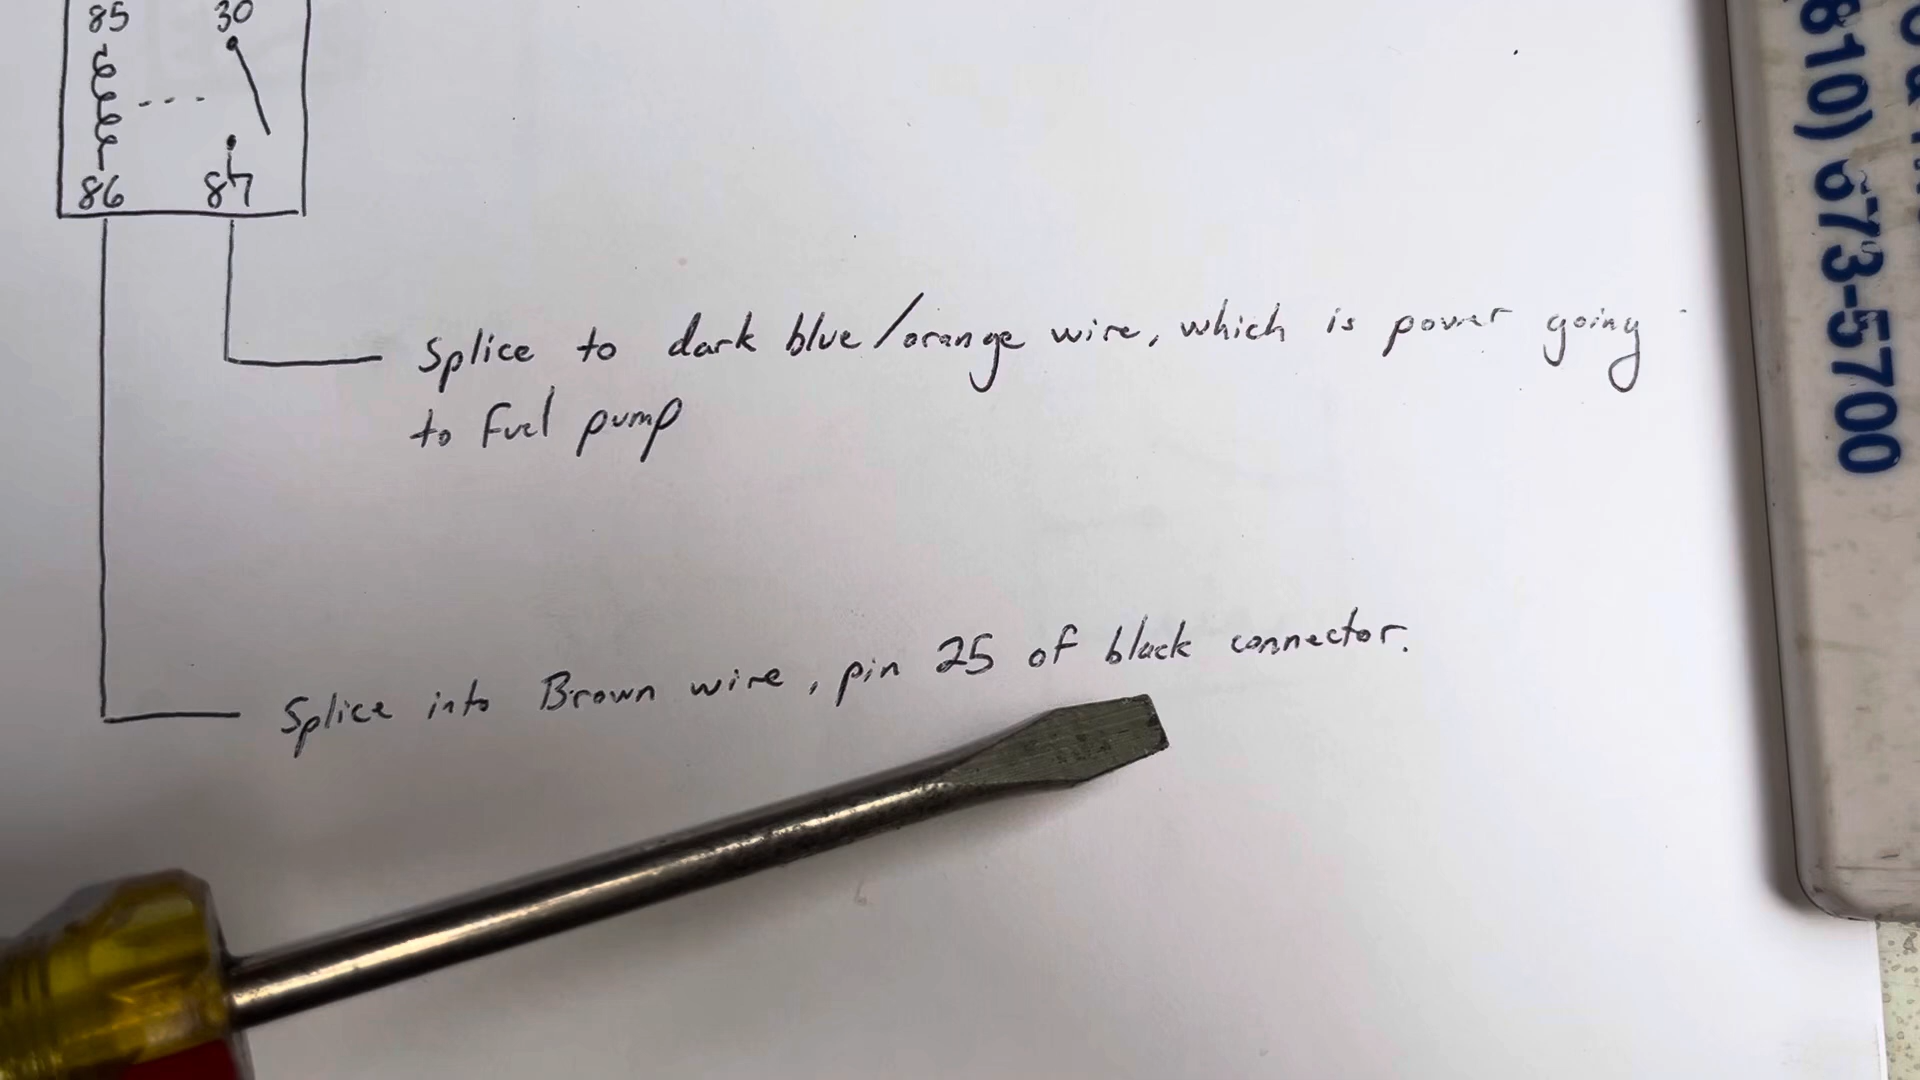 85 30
86 87
Splice to dark blue/orange wire, which is power going
to fuel pump
Splice into Brown wire, pin 25 of black connector.
810) 673-5700